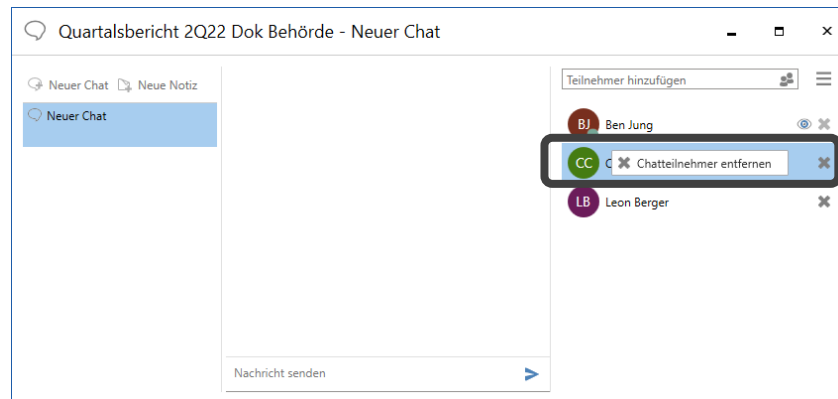 Quartalsbericht 2Q22 Dok Behörde - Neuer Chat
Neuer Chat Neue Notiz
Neuer Chat
Nachricht senden
Teilnehmer hinzufügen
BJ Ben Jung
CC C Chatteilnehmer entfernen
LB Leon Berger